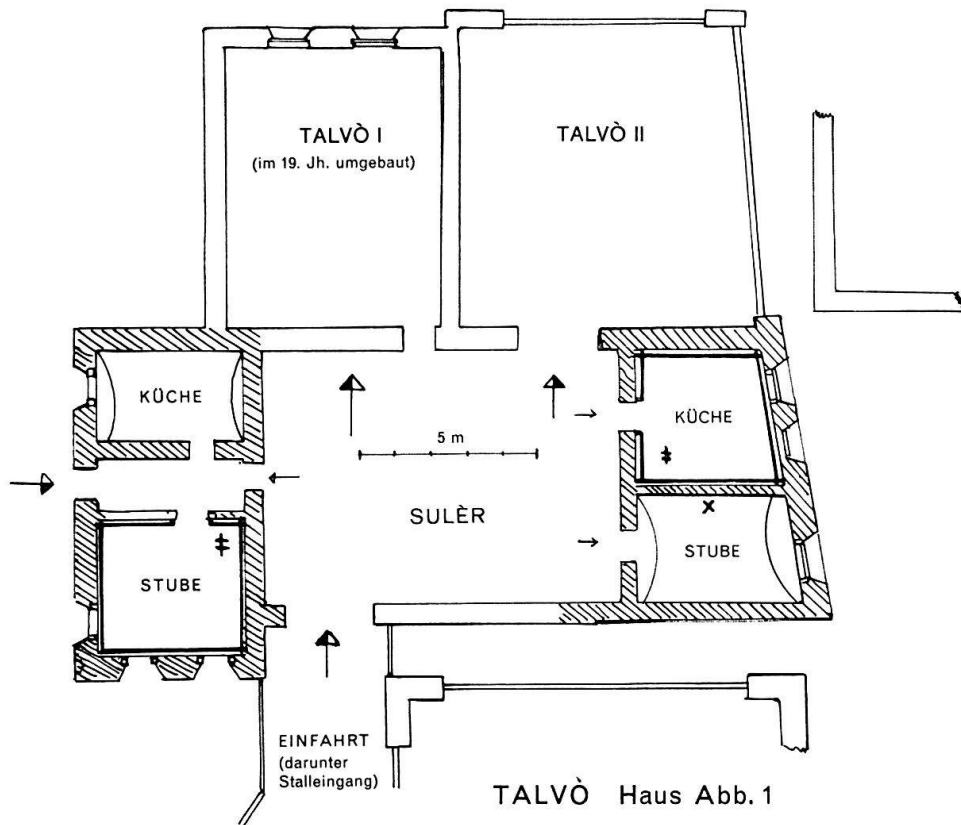 TALVÒ I
(im 19. Jh. umgebaut)
TALVÒ II
KÜCHE
KÜCHE
5 m
SULÈR
STUBE
STUBE
EINFAHRT
(darunter
Stalleingang)
TALVÒ Haus Abb. 1